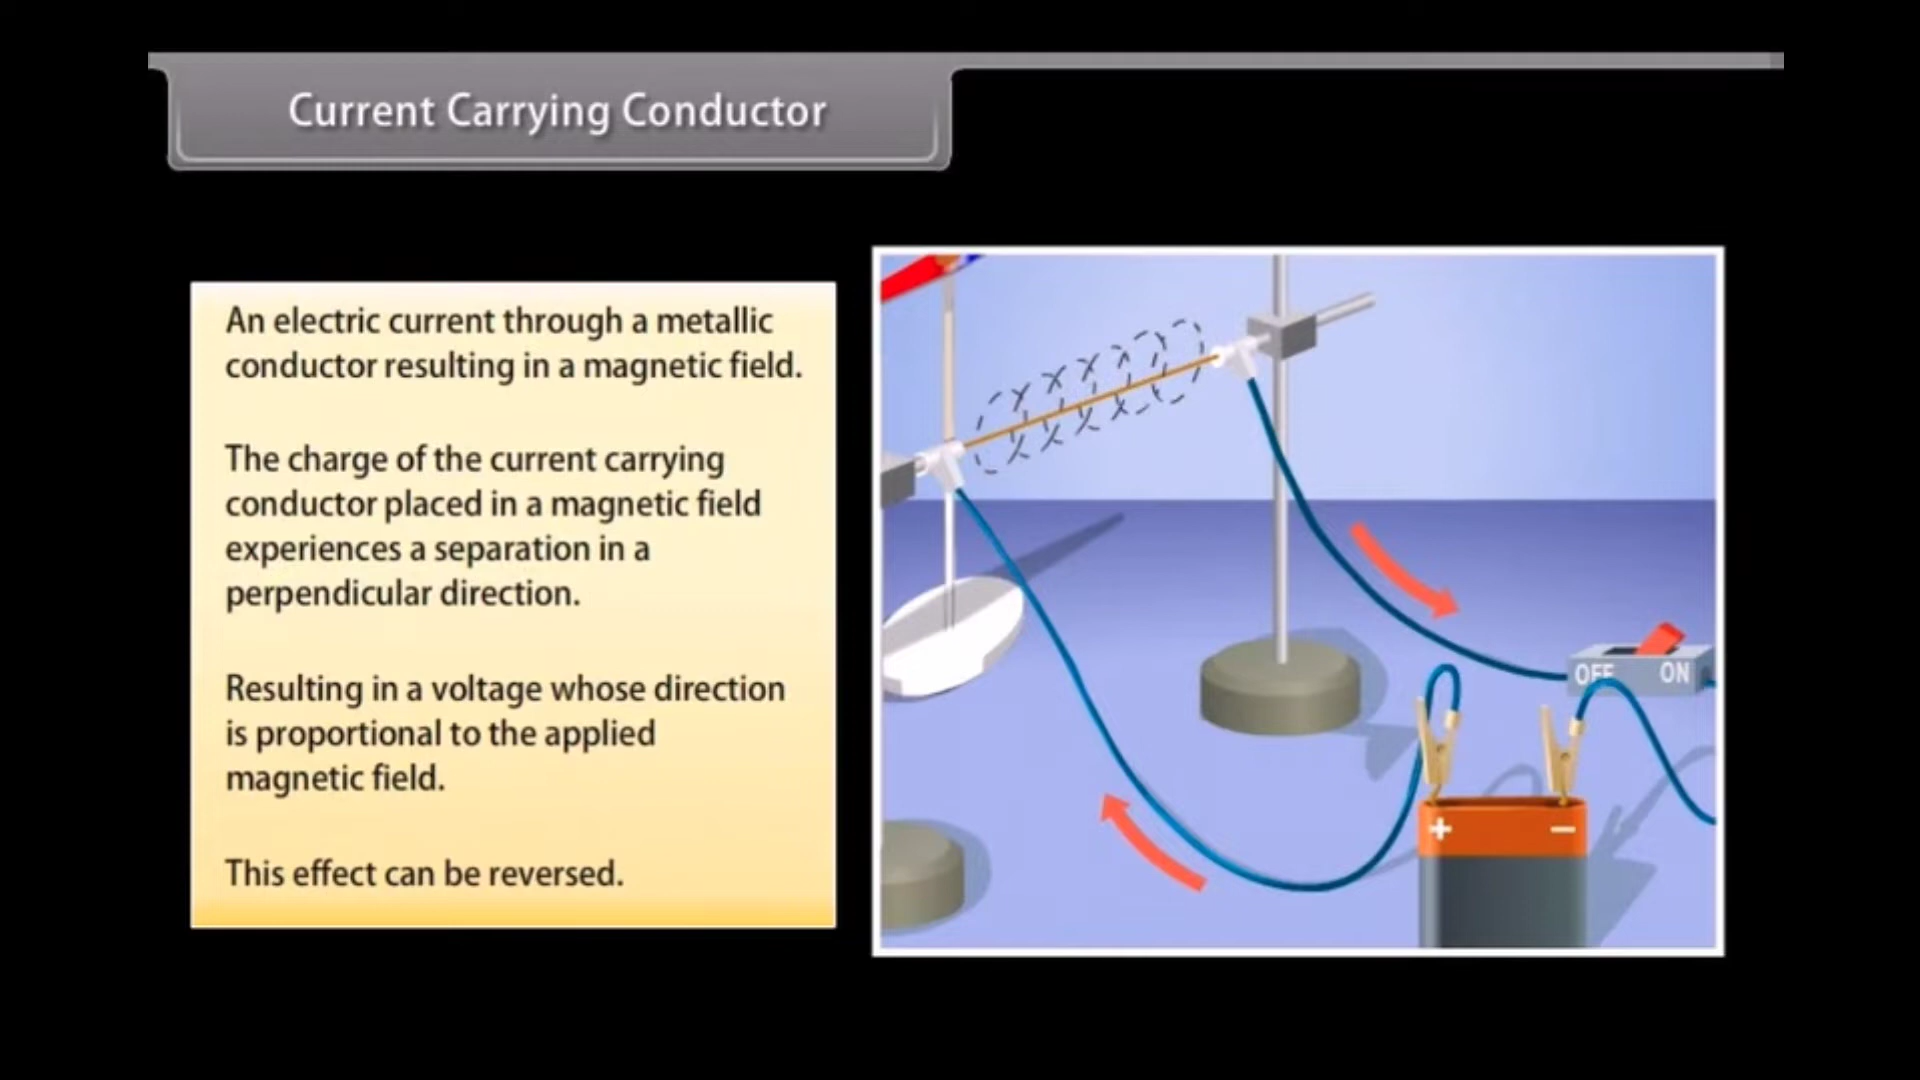 Current Carrying Conductor
An electric current through a metallic
conductor resulting in a magnetic field.
The charge of the current carrying
conductor placed in a magnetic field
experiences a separation in a
perpendicular direction.
Resulting in a voltage whose direction
is proportional to the applied
magnetic field.
This effect can be reversed.
OFF ON
+ −